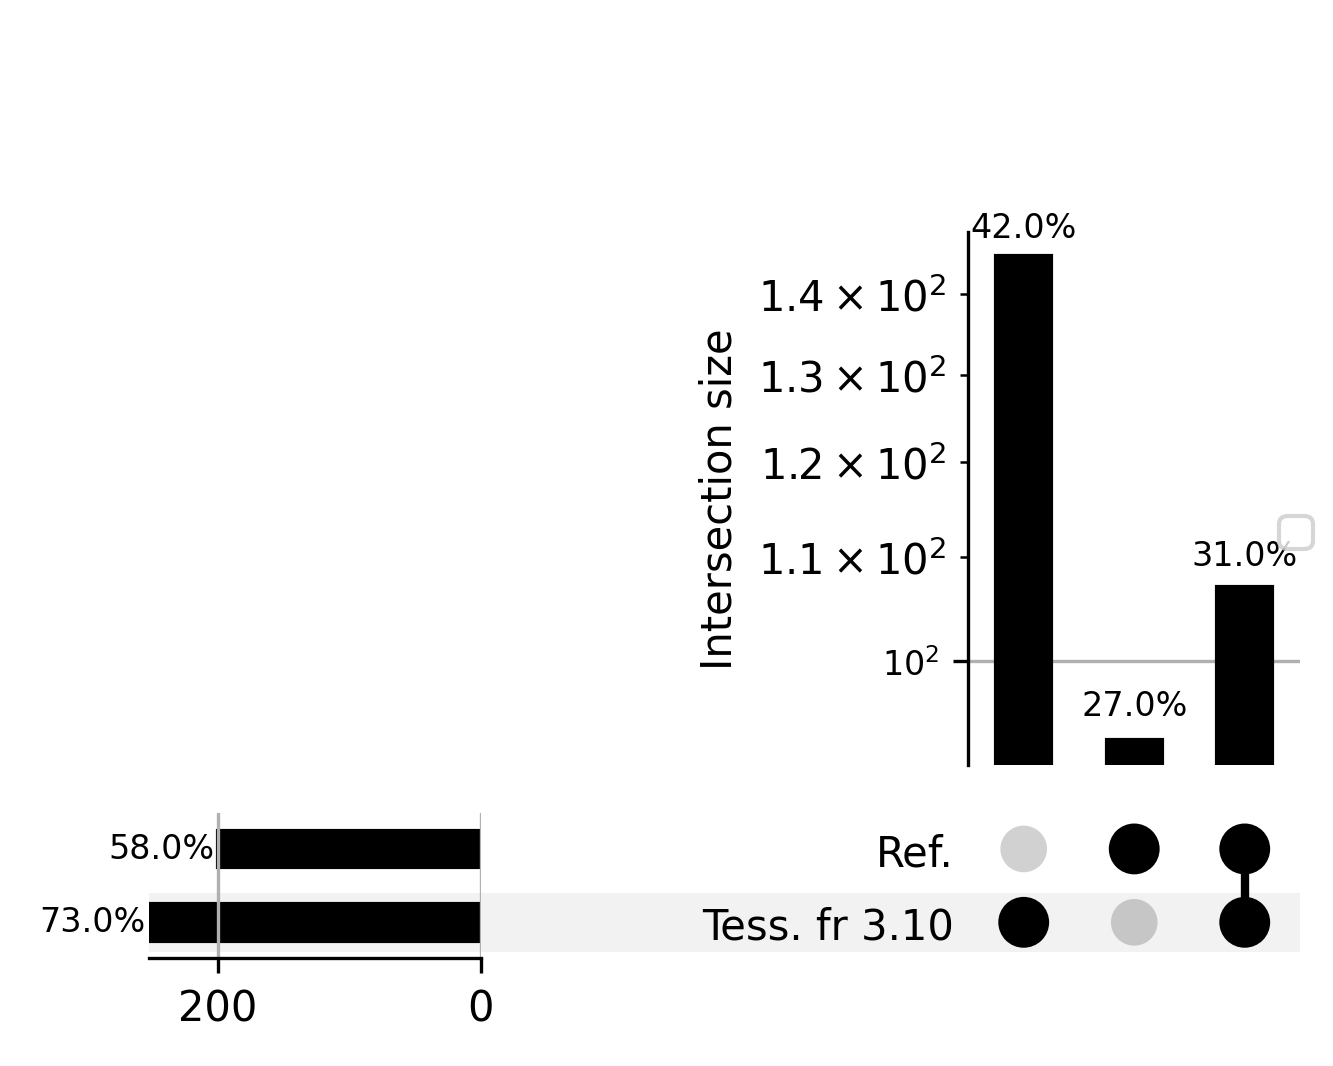 42.0%
1.4 × 10²
1.3 × 10²
1.2 × 10²
1.1 × 10²
10²
Intersection size
31.0%
27.0%
58.0%
Ref.
73.0%
Tess. fr 3.10
200 0